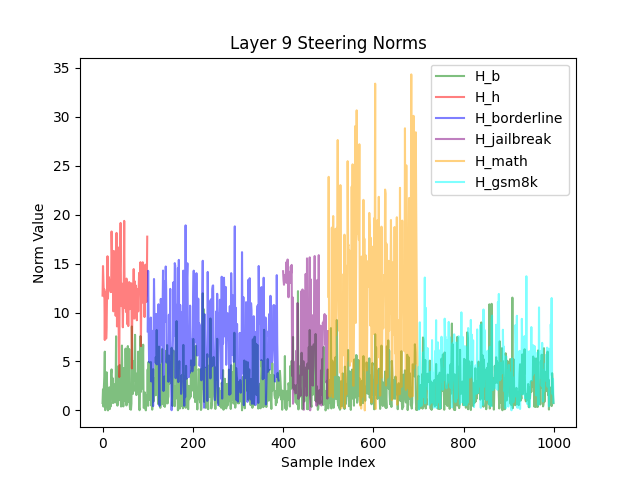 Layer 9 Steering Norms
35
30
25
20
15
10
5
0
Norm Value
0
200
400
600
800
1000
Sample Index
H_b
H_h
H_borderline
H_jailbreak
H_math
H_gsm8k